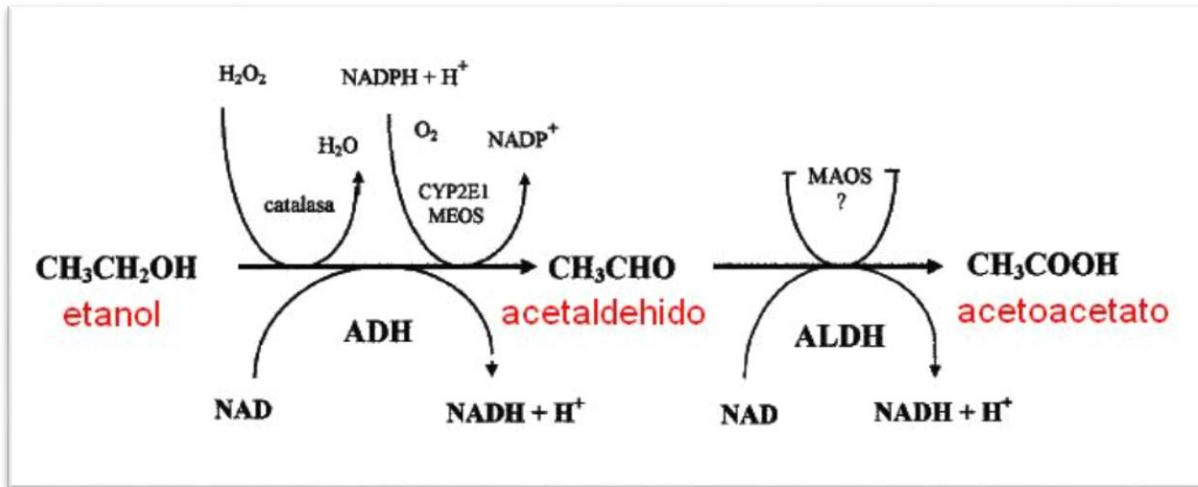 H₂O₂
NADPH + H⁺
O₂
H₂O
NADP⁺
catalasa
CYP2E1
MEOS
MAOS
?
CH₃CH₂OH
CH₃CHO
CH₃COOH
etanol
acetaldehido
acetoacetato
ADH
ALDH
NAD
NADH + H⁺
NAD
NADH + H⁺